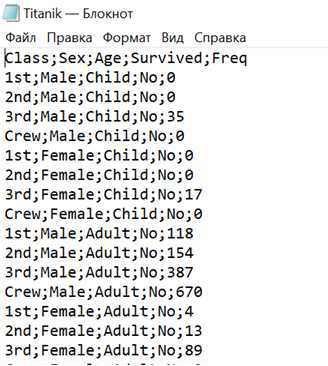 Titanik — Блокнот
Файл Правка Формат Вид Справка
Class;Sex;Age;Survived;Freq
1st;Male;Child;No;0
2nd;Male;Child;No;0
3rd;Male;Child;No;35
Crew;Male;Child;No;0
1st;Female;Child;No;0
2nd;Female;Child;No;0
3rd;Female;Child;No;17
Crew;Female;Child;No;0
1st;Male;Adult;No;118
2nd;Male;Adult;No;154
3rd;Male;Adult;No;387
Crew;Male;Adult;No;670
1st;Female;Adult;No;4
2nd;Female;Adult;No;13
3rd;Female;Adult;No;89